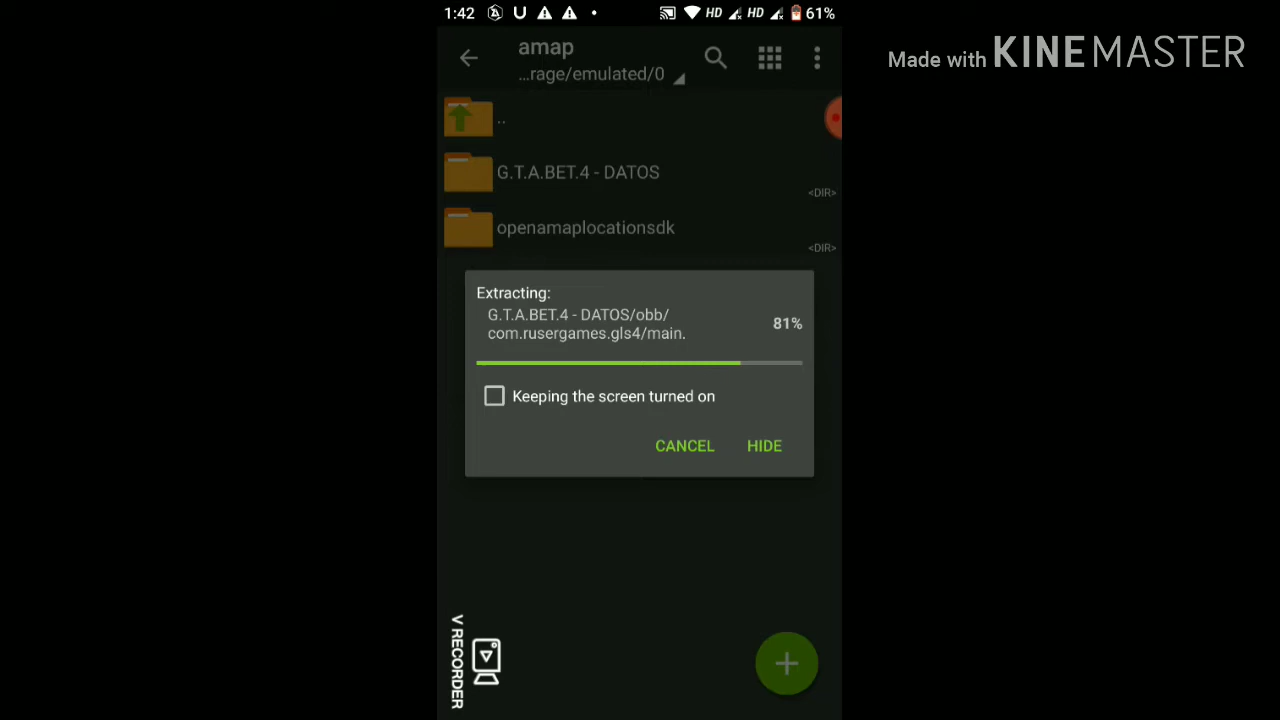 1:42 U HD HD 61%
Made with KINEMASTER
amap
...rage/emulated/0
..
G.T.A.BET.4 - DATOS
<DIR>
openamaplocationsdk
<DIR>
Extracting:
G.T.A.BET.4 - DATOS/obb/
com.rusergames.gls4/main.
81%
Keeping the screen turned on
CANCEL HIDE
V RECORDER